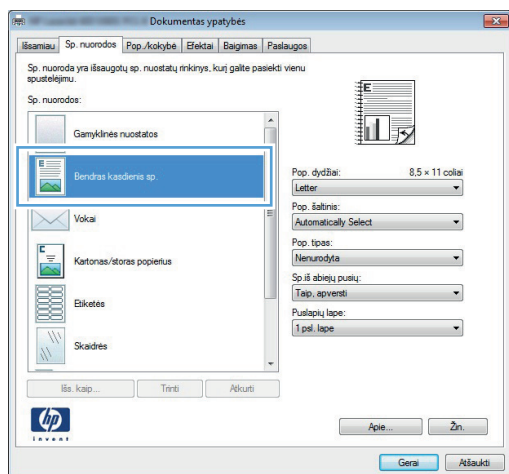 Dokumentas ypatybės
Išsamiau Sp. nuorodos Pop./kokybė Efektai Baigimas Paslaugos
Sp. nuoroda yra išsaugotų sp. nuostatų rinkinys, kurį galite pasiekti vienu
spustelėjimu.
Sp. nuorodos:
Gamyklinės nuostatos
Bendras kasdienis sp.
Vokai
Kartonas/storas popierius
Etiketės
Skaidrės
Išs. kaip... Trinti Atkurti
E
Pop. dydžiai: 8,5 × 11 coliai
Letter
Pop. šaltinis:
Automatically Select
Pop. tipas:
Nenurodyta
Sp.iš abiejų pusių:
Taip, apversti
Puslapių lape:
1 psl. lape
hp
invent
Apie... Žin.
Gerai Atšaukti